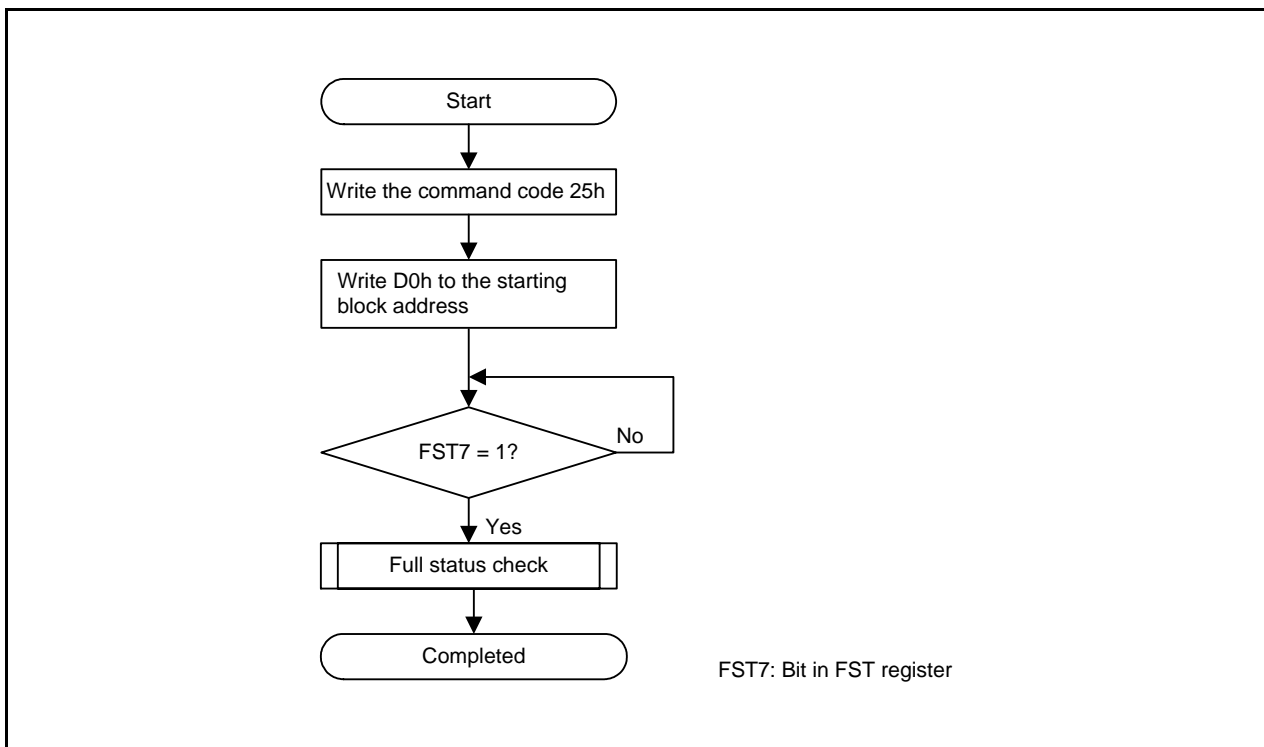 Start
Write the command code 25h
Write D0h to the starting
block address
FST7 = 1?
No
Yes
Full status check
Completed
FST7: Bit in FST register